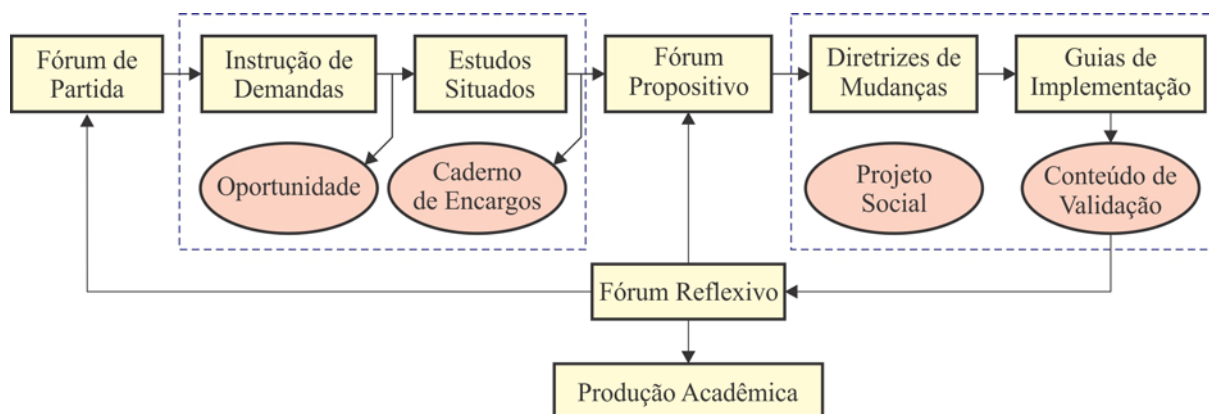 Fórum de
Partida
Instrução de
Demandas
Estudos
Situados
Fórum
Propositivo
Diretrizes de
Mudanças
Guias de
Implementação
Oportunidade
Caderno
de Encargos
Projeto
Social
Conteúdo de
Validação
Fórum Reflexivo
Produção Acadêmica